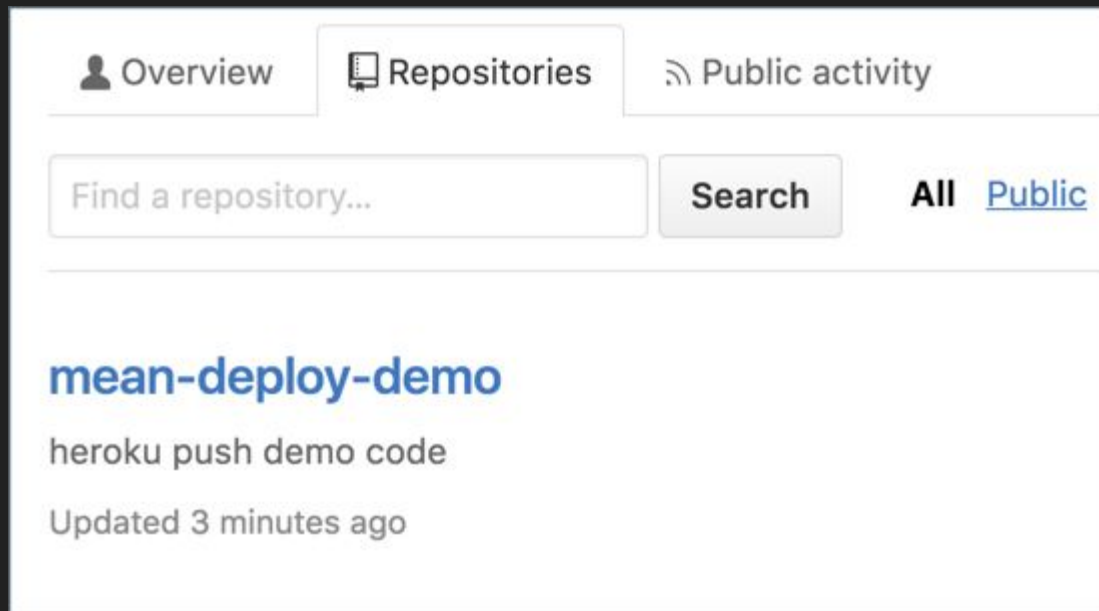 Overview Repositories Public activity
Find a repository... Search All Public
mean-deploy-demo
heroku push demo code
Updated 3 minutes ago